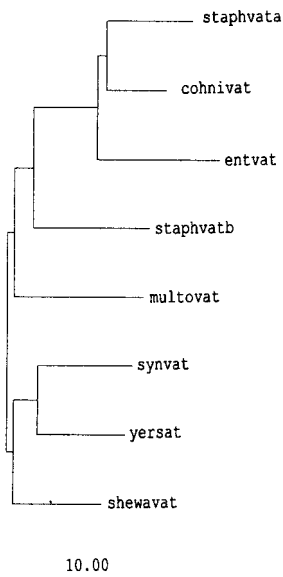 staphvata
cohnivat
entvat
staphvatb
multovat
synvat
yersat
shewavat
10.00